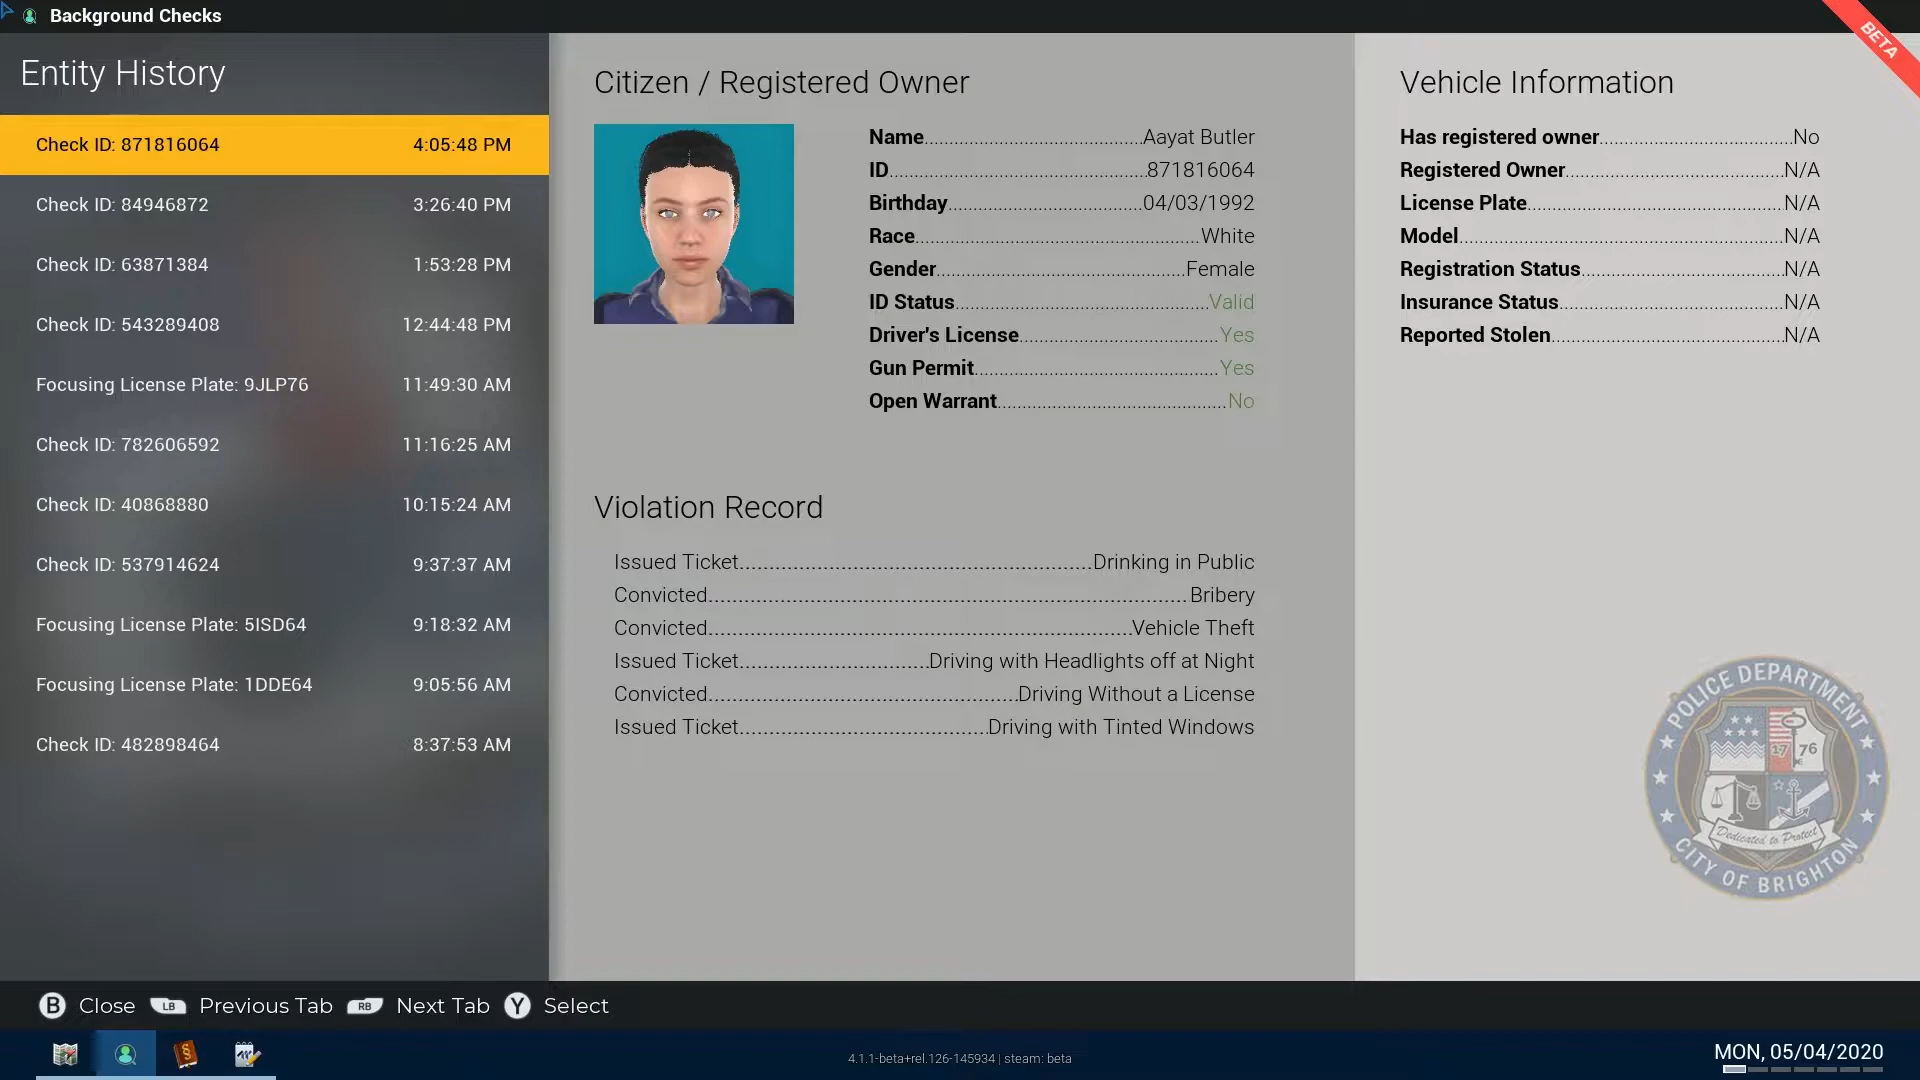 Background Checks
BETA
Entity History
Check ID: 871816064 4:05:48 PM
Check ID: 84946872 3:26:40 PM
Check ID: 63871384 1:53:28 PM
Check ID: 543289408 12:44:48 PM
Focusing License Plate: 9JLP76 11:49:30 AM
Check ID: 782606592 11:16:25 AM
Check ID: 40868880 10:15:24 AM
Check ID: 537914624 9:37:37 AM
Focusing License Plate: 5ISD64 9:18:32 AM
Focusing License Plate: 1DDE64 9:05:56 AM
Check ID: 482898464 8:37:53 AM
Citizen / Registered Owner
Name Aayat Butler
ID 871816064
Birthday 04/03/1992
Race White
Gender Female
ID Status Valid
Driver's License Yes
Gun Permit Yes
Open Warrant No
Violation Record
Issued Ticket Drinking in Public
Convicted Bribery
Convicted Vehicle Theft
Issued Ticket Driving with Headlights off at Night
Convicted Driving Without a License
Issued Ticket Driving with Tinted Windows
Vehicle Information
Has registered owner No
Registered Owner N/A
License Plate N/A
Model N/A
Registration Status N/A
Insurance Status N/A
Reported Stolen N/A
POLICE DEPARTMENT
17 76
Dedicated to Protect
CITY OF BRIGHTON
B Close LB Previous Tab RB Next Tab Y Select
4.1.1-beta+rel.126-145934 | steam: beta
MON, 05/04/2020